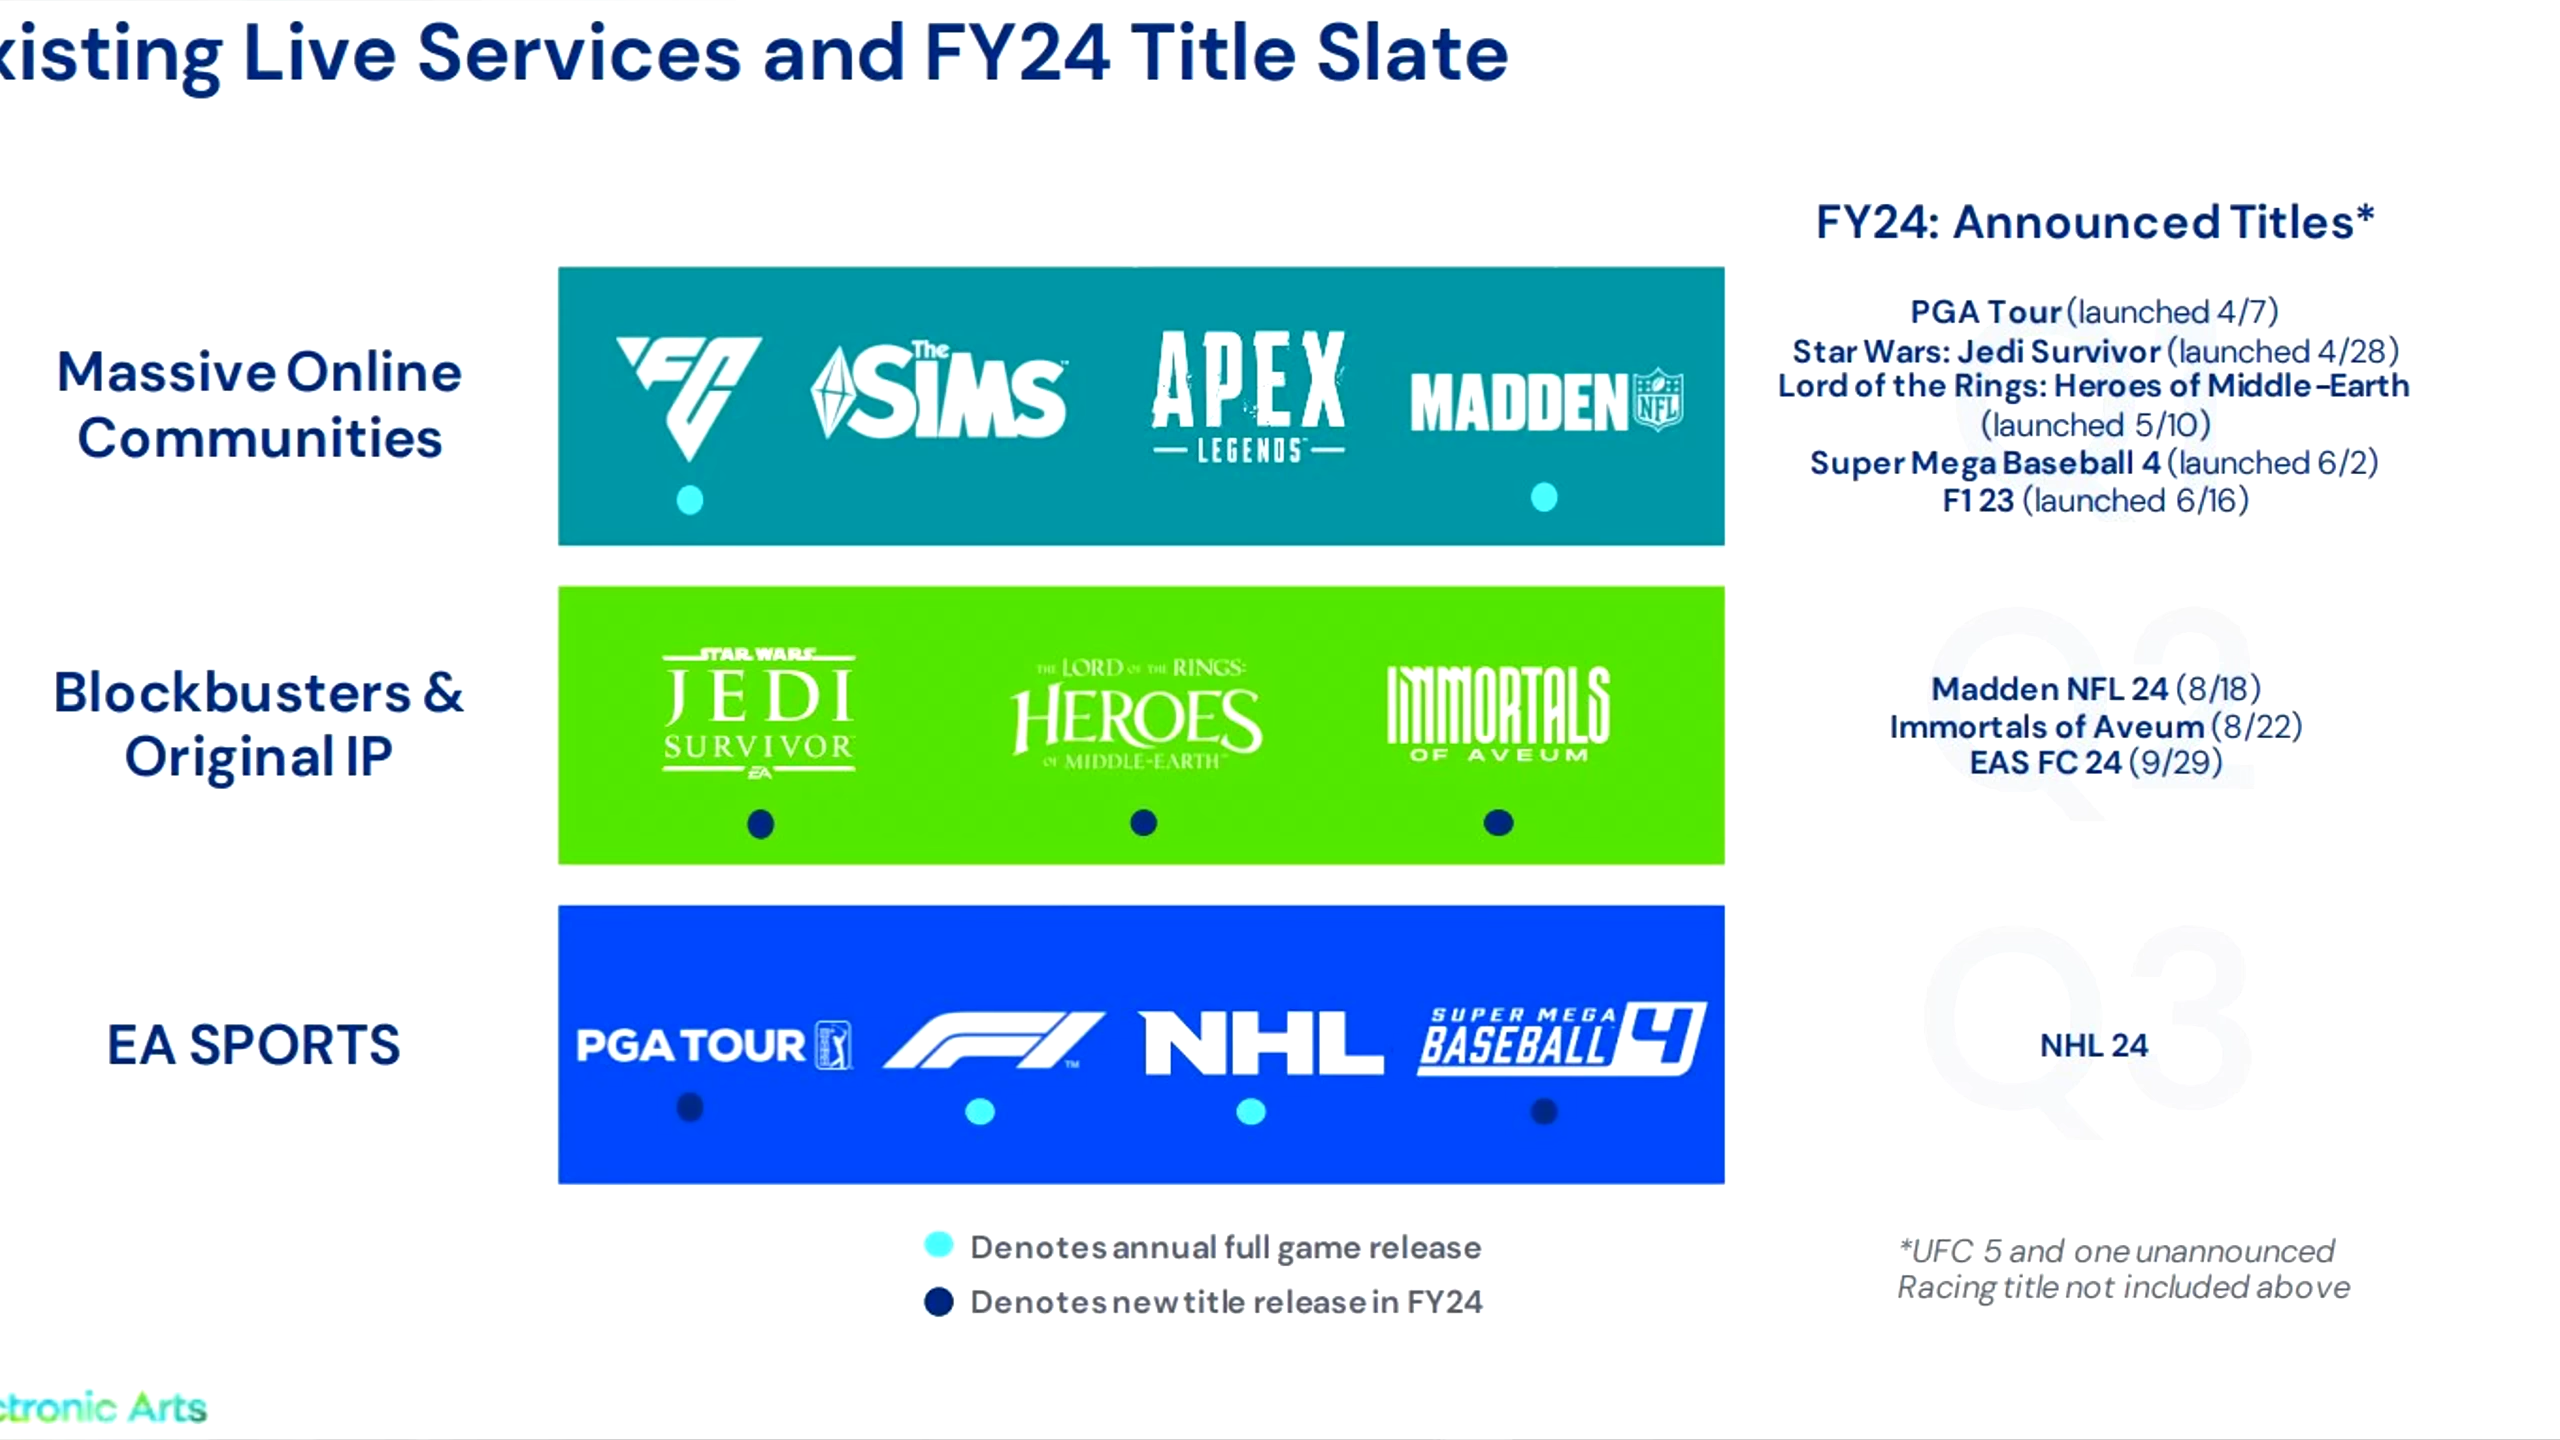 xisting Live Services and FY24 Title Slate
FY24: Announced Titles*
Massive Online
Communities
FC
The
SiMS
APEX
LEGENDS
MADDEN NFL
PGA Tour (launched 4/7)
Star Wars: Jedi Survivor (launched 4/28)
Lord of the Rings: Heroes of Middle-Earth
(launched 5/10)
Super Mega Baseball 4 (launched 6/2)
F1 23 (launched 6/16)
Blockbusters &
Original IP
STAR WARS
JEDI
SURVIVOR
EA
THE LORD OF THE RINGS:
HEROES
OF MIDDLE-EARTH
IMMORTALS
OF AVEUM
Q2
Madden NFL 24 (8/18)
Immortals of Aveum (8/22)
EAS FC 24 (9/29)
EA SPORTS
PGA TOUR
F1
NHL
SUPER MEGA
BASEBALL 4
Q3
NHL 24
Denotes annual full game release
Denotes new title release in FY24
*UFC 5 and one unannounced
Racing title not included above
ctronic Arts